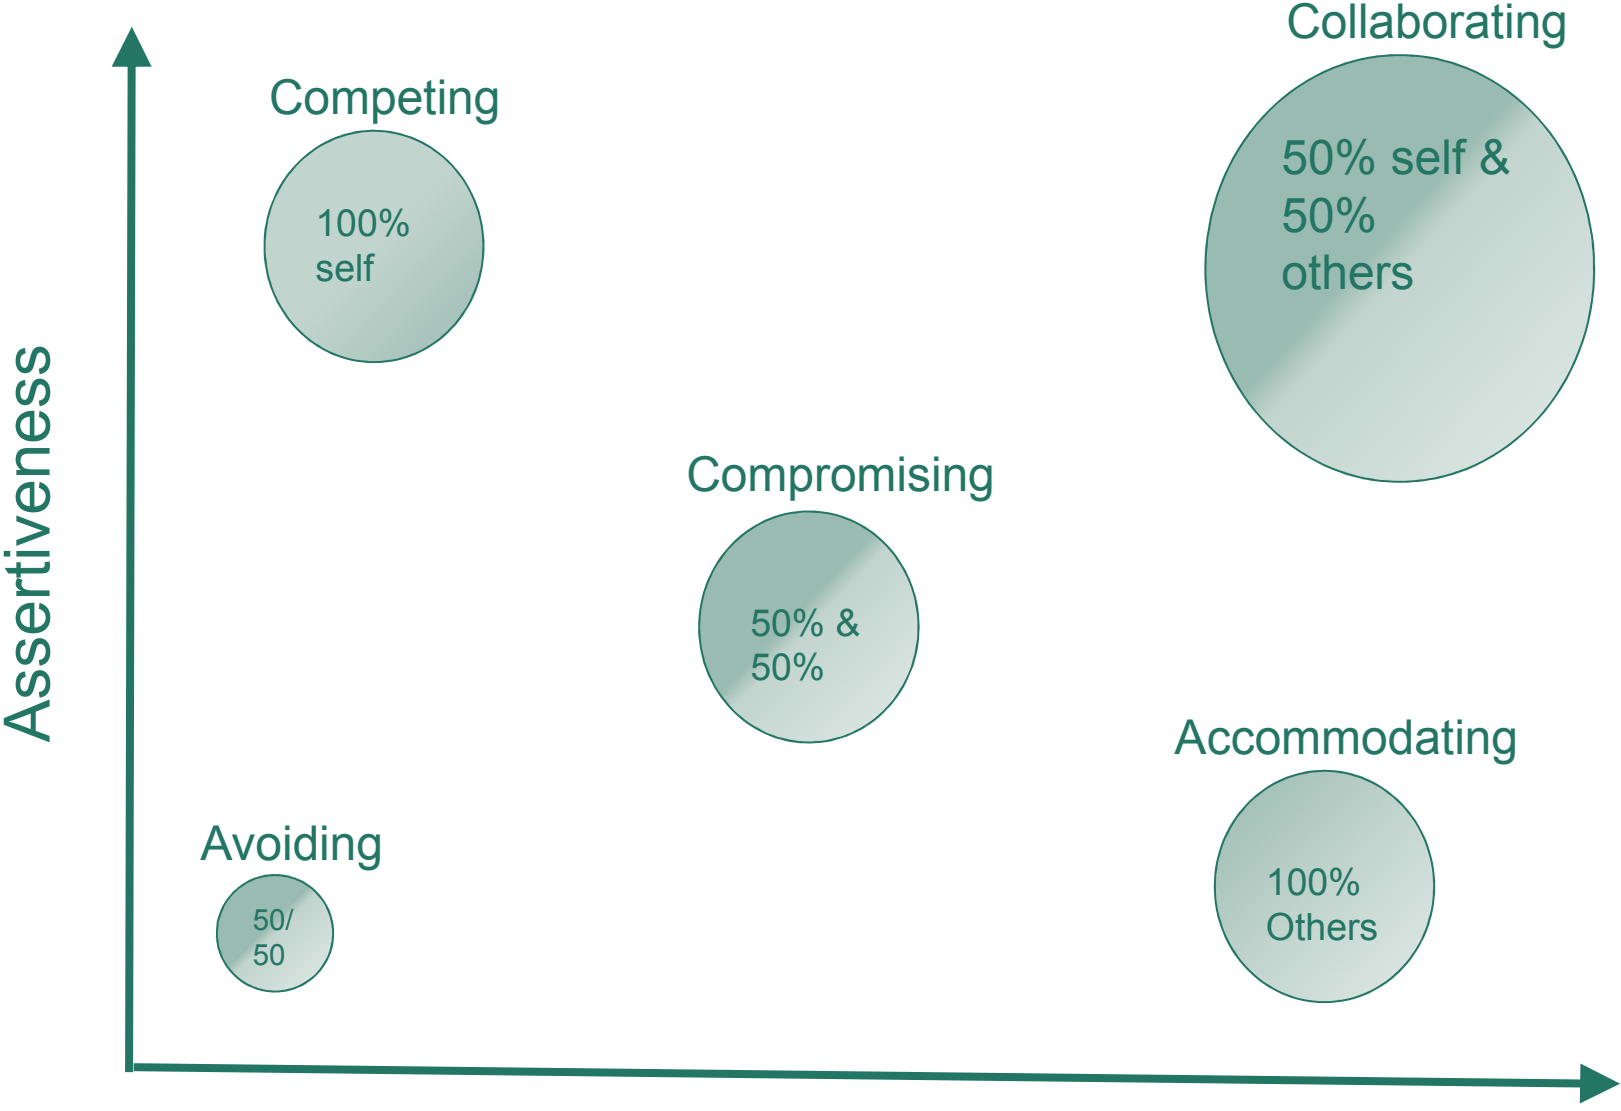 Collaborating
Competing
50% self &
50%
others
100%
self
Assertiveness
Compromising
50% &
50%
Accommodating
100%
Others
Avoiding
50/
50